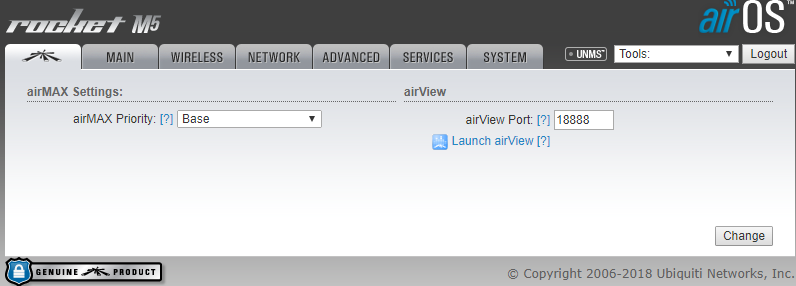 rocket M5
airOS™
MAIN WIRELESS NETWORK ADVANCED SERVICES SYSTEM UNMS™ Tools: Logout
airMAX Settings:
airMAX Priority: [?] Base
airView
airView Port: [?] 18888
Launch airView [?]
Change
GENUINE PRODUCT
© Copyright 2006-2018 Ubiquiti Networks, Inc.